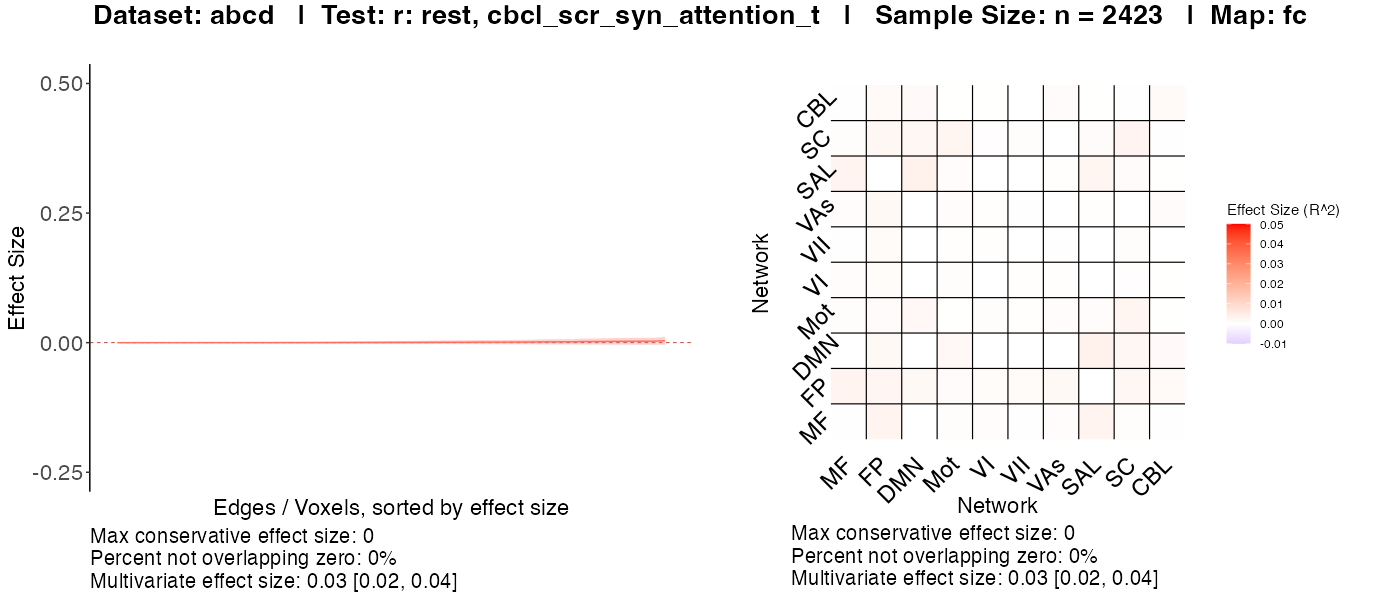 Dataset: abcd | Test: r: rest, cbcl_scr_syn_attention_t | Sample Size: n = 2423 | Map: fc
0.50
0.25
0.00
-0.25
Effect Size
Edges / Voxels, sorted by effect size
Max conservative effect size: 0
Percent not overlapping zero: 0%
Multivariate effect size: 0.03 [0.02, 0.04]
Network
CBL
SC
SAL
VAs
VII
VI
Mot
DMN
FP
MF
MF
FP
DMN
Mot
VI
VII
VAs
SAL
SC
CBL
Network
Max conservative effect size: 0
Percent not overlapping zero: 0%
Multivariate effect size: 0.03 [0.02, 0.04]
Effect Size (R^2)
0.05
0.04
0.03
0.02
0.01
0.00
-0.01